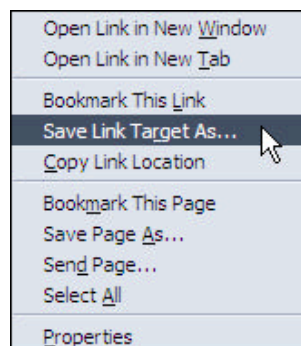 Open Link in New Window
Open Link in New Tab
Bookmark This Link
Save Link Target As...
Copy Link Location
Bookmark This Page
Save Page As...
Send Page...
Select All
Properties